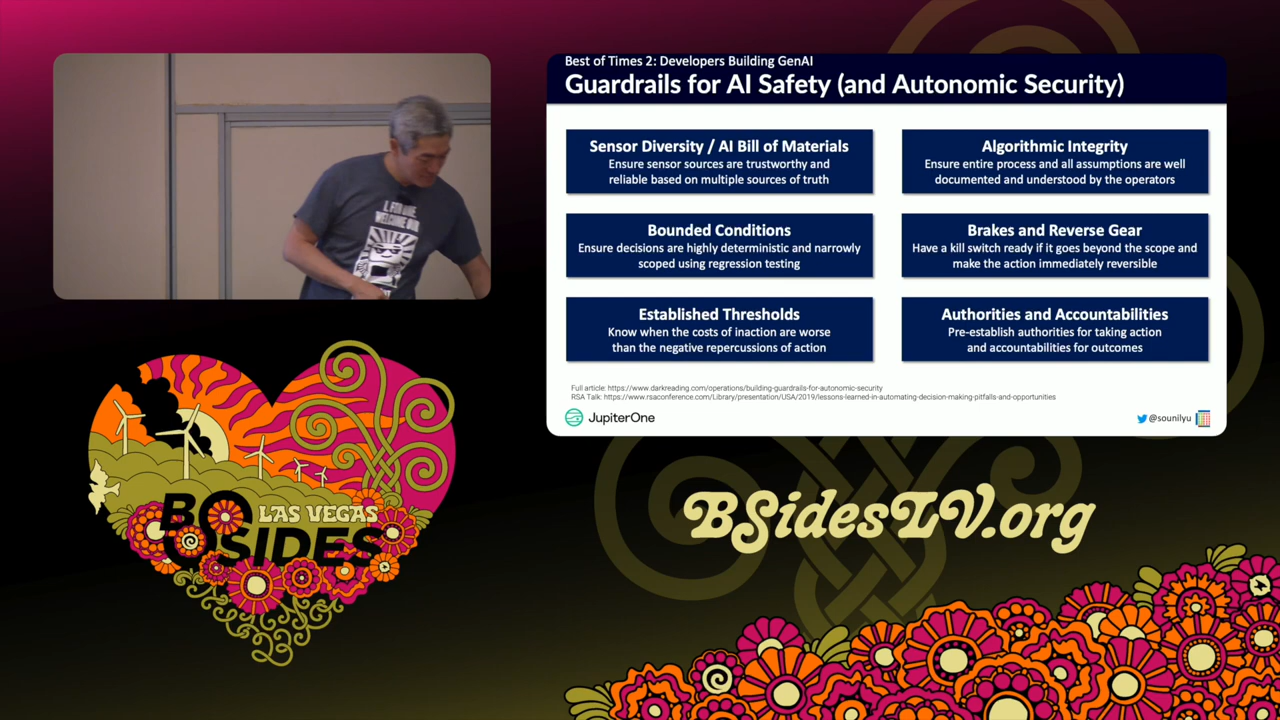 Best of Times 2: Developers Building GenAI
Guardrails for AI Safety (and Autonomic Security)
Sensor Diversity / AI Bill of Materials
Ensure sensor sources are trustworthy and
reliable based on multiple sources of truth
Algorithmic Integrity
Ensure entire process and all assumptions are well
documented and understood by the operators
Bounded Conditions
Ensure decisions are highly deterministic and narrowly
scoped using regression testing
Brakes and Reverse Gear
Have a kill switch ready if it goes beyond the scope and
make the action immediately reversible
Established Thresholds
Know when the costs of inaction are worse
than the negative repercussions of action
Authorities and Accountabilities
Pre-establish authorities for taking action
and accountabilities for outcomes
Full article: https://www.darkreading.com/operations/building-guardrails-for-autonomic-security
RSA Talk: https://www.rsaconference.com/Library/presentation/USA/2019/lessons-learned-in-automating-decision-making-pitfalls-and-opportunities
JupiterOne
@sounilyu
I, FOR ONE
WELCOME OUR
LAS VEGAS
BSIDES
23
BSidesLV.org